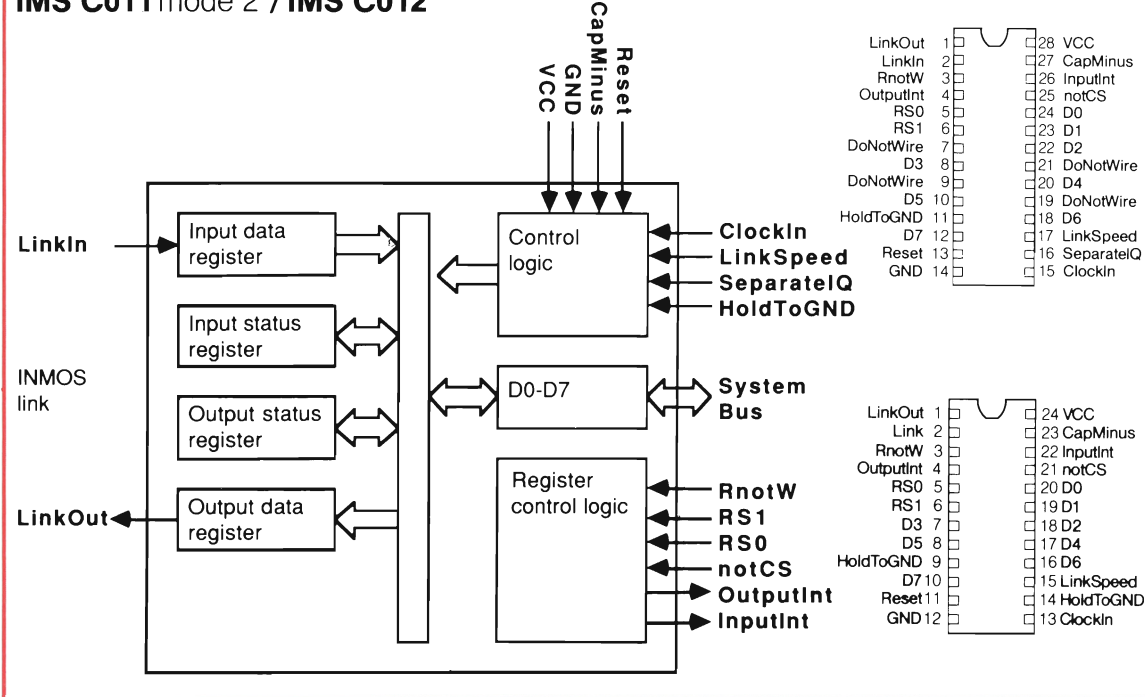 IMS C011 mode 2 / IMS C012
VCC
GND
CapMinus
Reset
LinkIn
Input data
register
Input status
register
INMOS
link
Output status
register
LinkOut
Output data
register
Control
logic
ClockIn
LinkSpeed
SeparateIQ
HoldToGND
D0-D7
System
Bus
Register
control logic
RnotW
RS1
RS0
notCS
OutputInt
InputInt
LinkOut 1 28 VCC
LinkIn 2 27 CapMinus
RnotW 3 26 InputInt
OutputInt 4 25 notCS
RS0 5 24 D0
RS1 6 23 D1
DoNotWire 7 22 D2
D3 8 21 DoNotWire
DoNotWire 9 20 D4
D5 10 19 DoNotWire
HoldToGND 11 18 D6
D7 12 17 LinkSpeed
Reset 13 16 SeparateIQ
GND 14 15 ClockIn
LinkOut 1 24 VCC
Link 2 23 CapMinus
RnotW 3 22 InputInt
OutputInt 4 21 notCS
RS0 5 20 D0
RS1 6 19 D1
D3 7 18 D2
D5 8 17 D4
HoldToGND 9 16 D6
D7 10 15 LinkSpeed
Reset 11 14 HoldToGND
GND 12 13 ClockIn